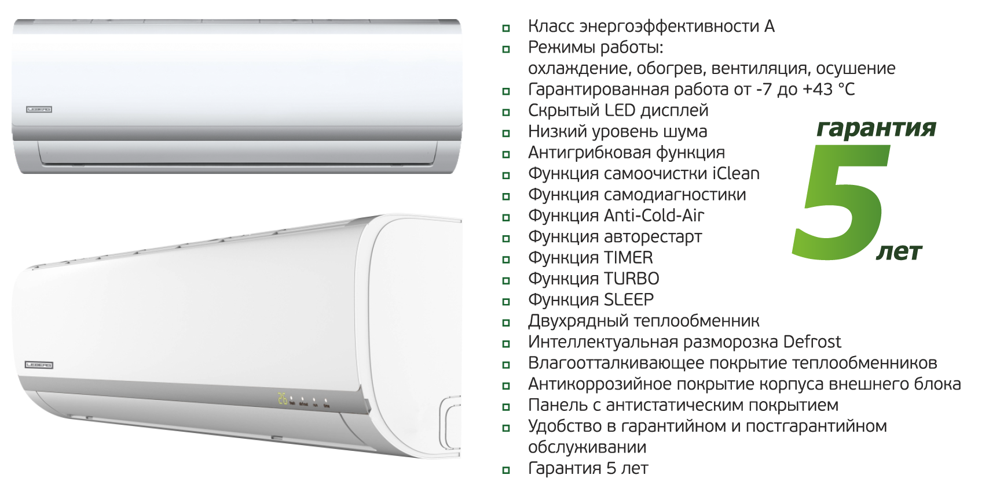 LEBERG
LEBERG
26
Класс энергоэффективности А
Режимы работы:
охлаждение, обогрев, вентиляция, осушение
Гарантированная работа от -7 до +43 °C
Скрытый LED дисплей
Низкий уровень шума
Антигрибковая функция
Функция самоочистки iClean
Функция самодиагностики
Функция Anti-Cold-Air
Функция авторестарт
Функция TIMER
Функция TURBO
Функция SLEEP
Двухрядный теплообменник
Интеллектуальная разморозка Defrost
Влагоотталкивающее покрытие теплообменников
Антикоррозийное покрытие корпуса внешнего блока
Панель с антистатическим покрытием
Удобство в гарантийном и постгарантийном
обслуживании
Гарантия 5 лет
гарантия
5
лет